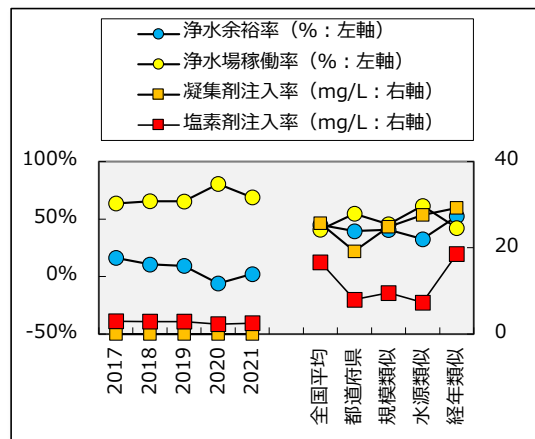 浄水余裕率（%：左軸）
浄水場稼働率（%：左軸）
凝集剤注入率（mg/L：右軸）
塩素剤注入率（mg/L：右軸）
100%
50%
0%
-50%
40
20
0
2017
2018
2019
2020
2021
全国平均
都道府県
規模類似
水源類似
経年類似